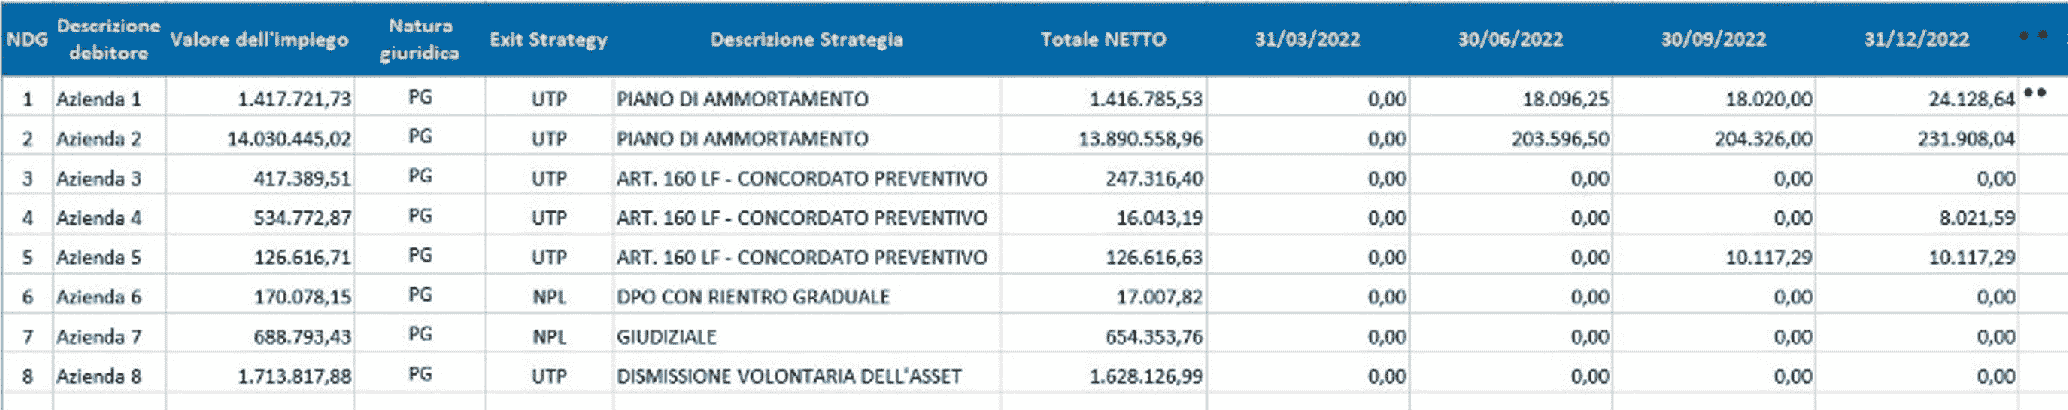 NDG Descrizione debitore Valore dell'impiego Natura giuridica Exit Strategy Descrizione Strategia Totale NETTO 31/03/2022 30/06/2022 30/09/2022 31/12/2022 ••
1 Azienda 1 1.417.721,73 PG UTP PIANO DI AMMORTAMENTO 1.416.785,53 0,00 18.096,25 18.020,00 24.128,64 ••
2 Azienda 2 14.030.445,02 PG UTP PIANO DI AMMORTAMENTO 13.890.558,96 0,00 203.596,50 204.326,00 231.908,04
3 Azienda 3 417.389,51 PG UTP ART. 160 LF - CONCORDATO PREVENTIVO 247.316,40 0,00 0,00 0,00 0,00
4 Azienda 4 534.772,87 PG UTP ART. 160 LF - CONCORDATO PREVENTIVO 16.043,19 0,00 0,00 0,00 8.021,59
5 Azienda 5 126.616,71 PG UTP ART. 160 LF - CONCORDATO PREVENTIVO 126.616,63 0,00 0,00 10.117,29 10.117,29
6 Azienda 6 170.078,15 PG NPL DPO CON RIENTRO GRADUALE 17.007,82 0,00 0,00 0,00 0,00
7 Azienda 7 688.793,43 PG NPL GIUDIZIALE 654.353,76 0,00 0,00 0,00 0,00
8 Azienda 8 1.713.817,88 PG UTP DISMISSIONE VOLONTARIA DELL'ASSET 1.628.126,99 0,00 0,00 0,00 0,00